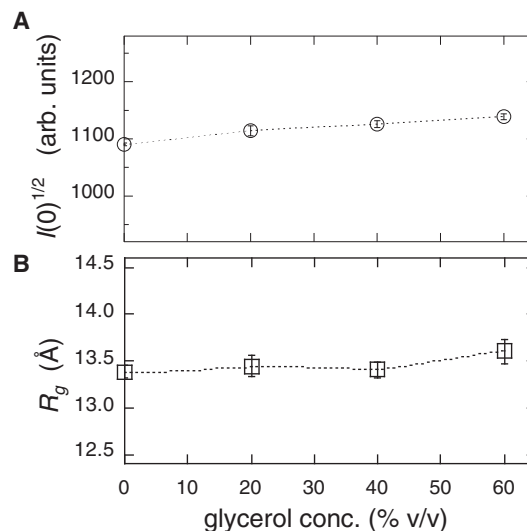 A
1200
1100
1000
I(0)^1/2 (arb. units)
B
14.5
14.0
13.5
13.0
12.5
R_g (Å)
0 10 20 30 40 50 60
glycerol conc. (% v/v)